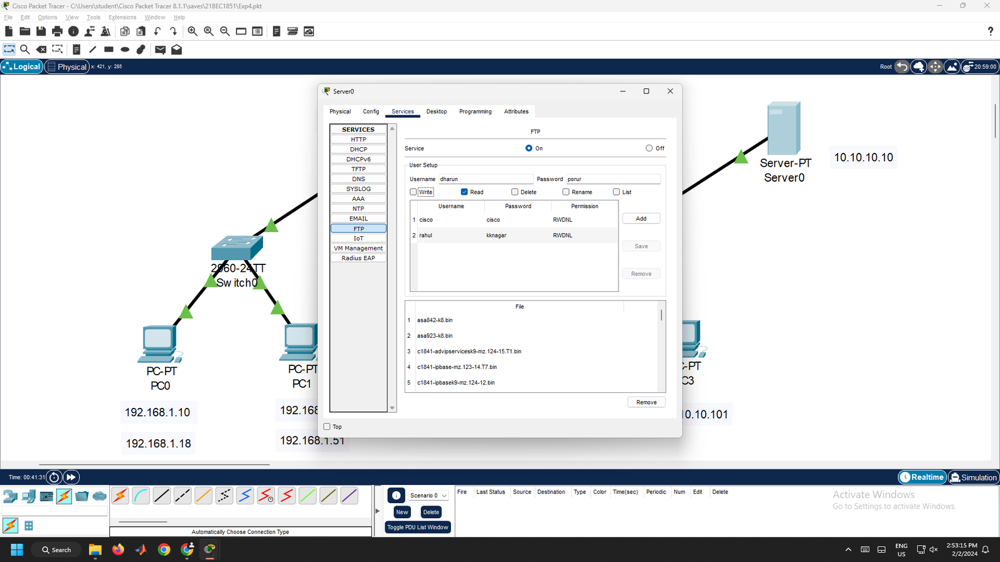 Cisco Packet Tracer - C:\Users\student\Cisco Packet Tracer 8.1.1\saves\21BEC1851\Exp4.pkt
File Edit Options View Tools Extensions Window Help
?
Logical Physical x: 421, y: 285 Root 20:59:00
Server0
Physical Config Services Desktop Programming Attributes
SERVICES
HTTP
DHCP
DHCPv6
TFTP
DNS
SYSLOG
AAA
NTP
EMAIL
FTP
IoT
VM Management
Radius EAP
FTP
Service On Off
User Setup
Username dharun Password porur
Write Read Delete Rename List
Username Password Permission
1 cisco cisco RWDNL
2 rahul kknagar RWDNL
Add
Save
Remove
File
1 asa842-k8.bin
2 asa923-k8.bin
3 c1841-advipservicesk9-mz.124-15.T1.bin
4 c1841-ipbase-mz.123-14.T7.bin
5 c1841-ipbasek9-mz.124-12.bin
Remove
Top
Server-PT
Server0
10.10.10.10
2960-24TT
Switch0
PC-PT
PC0
192.168.1.10
192.168.1.18
PC-PT
PC1
192.168
192.168.1.51
-PT
C3
0.10.101
Time: 00:41:31 Realtime Simulation
Scenario 0
New Delete
Toggle PDU List Window
Fire Last Status Source Destination Type Color Time(sec) Periodic Num Edit Delete
Automatically Choose Connection Type
Activate Windows
Go to Settings to activate Windows.
Search
ENG
US
2:53:15 PM
2/2/2024